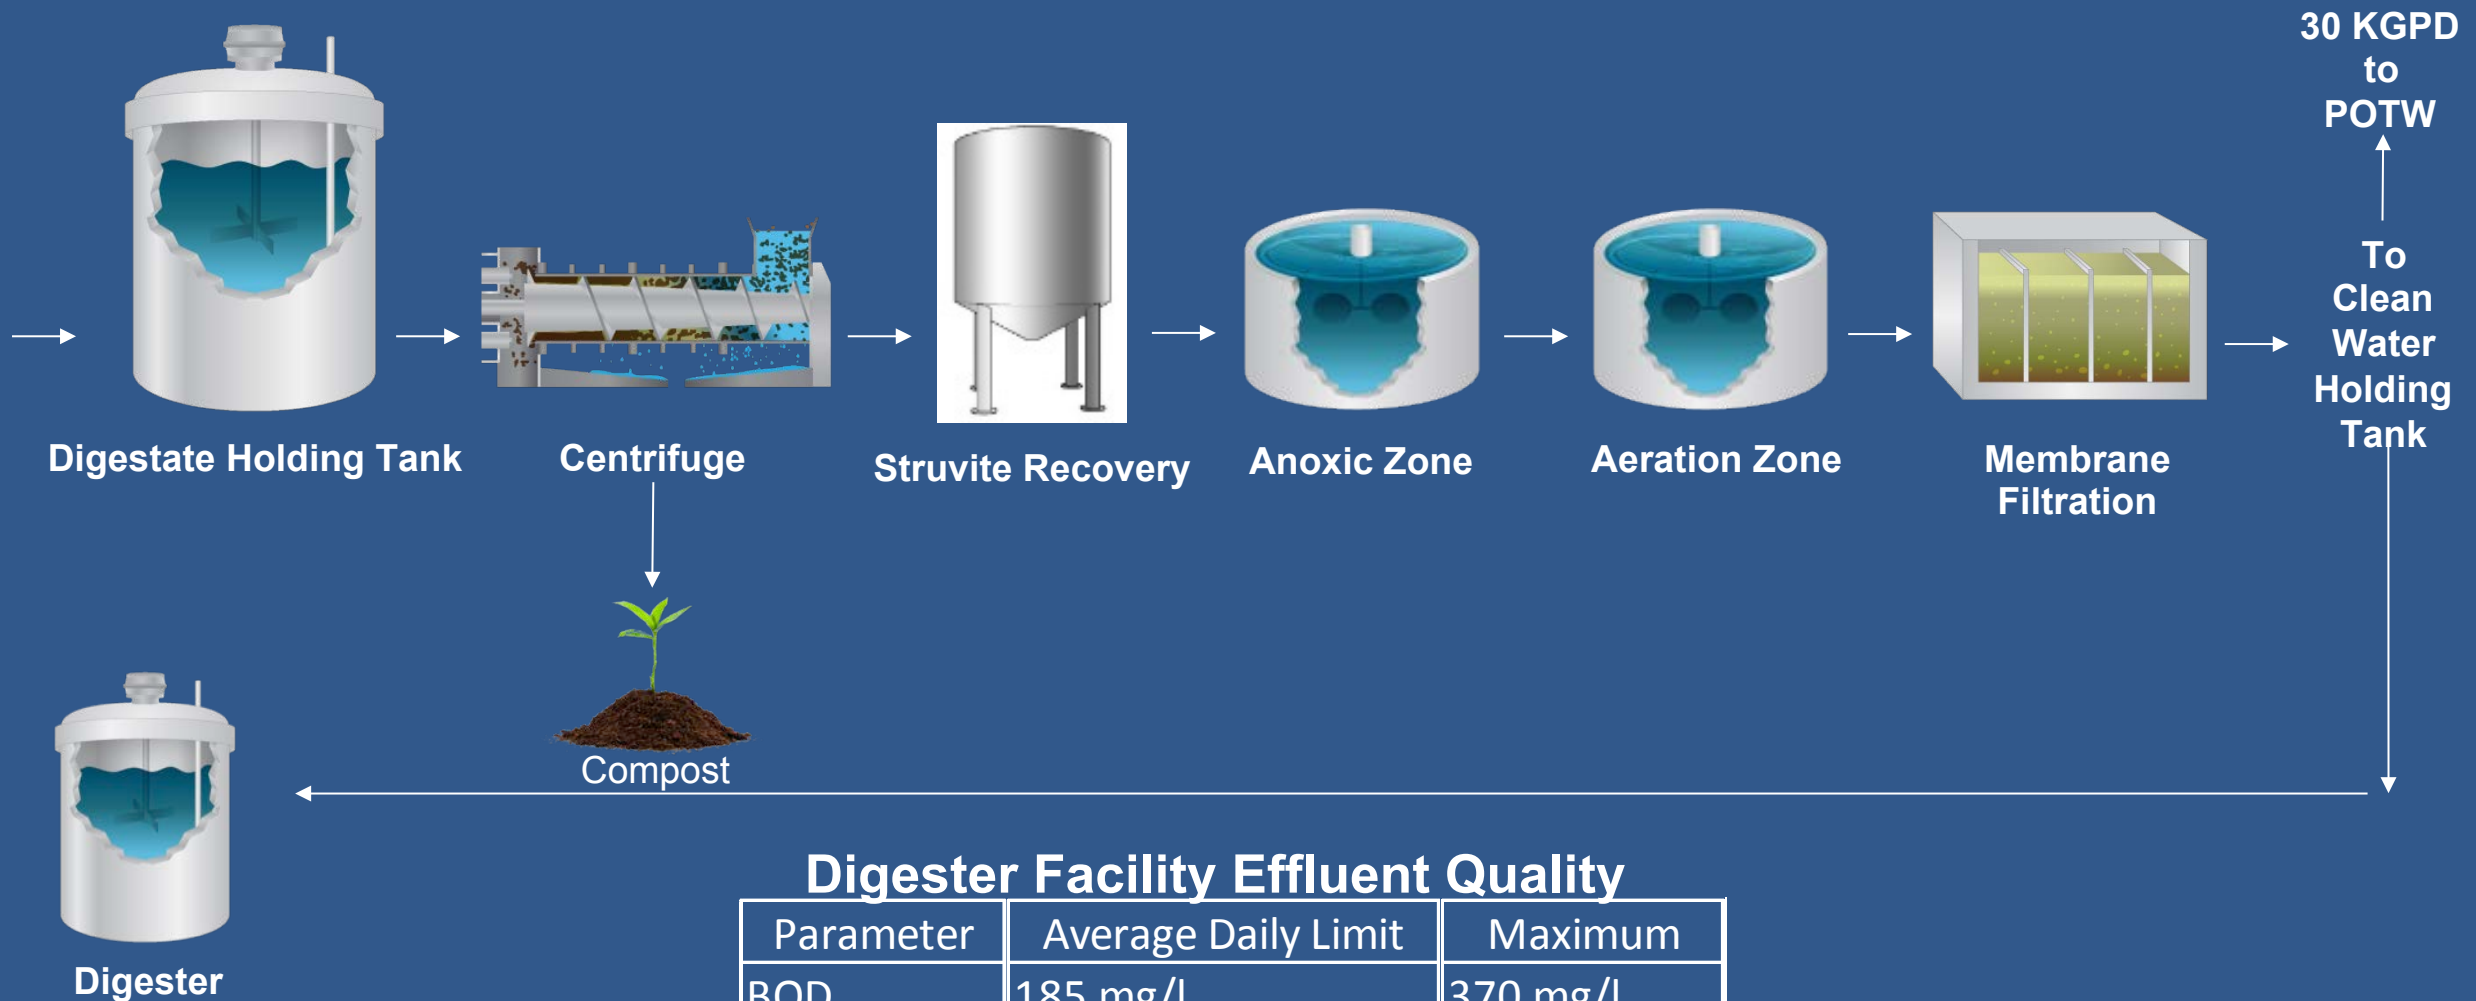 30 KGPD
to
POTW
To
Clean
Water
Holding
Tank
Digestate Holding Tank
Centrifuge
Struvite Recovery
Anoxic Zone
Aeration Zone
Membrane
Filtration
Compost
Digester
Digester Facility Effluent Quality
Parameter Average Daily Limit Maximum
BOD 185 mg/l 370 mg/l